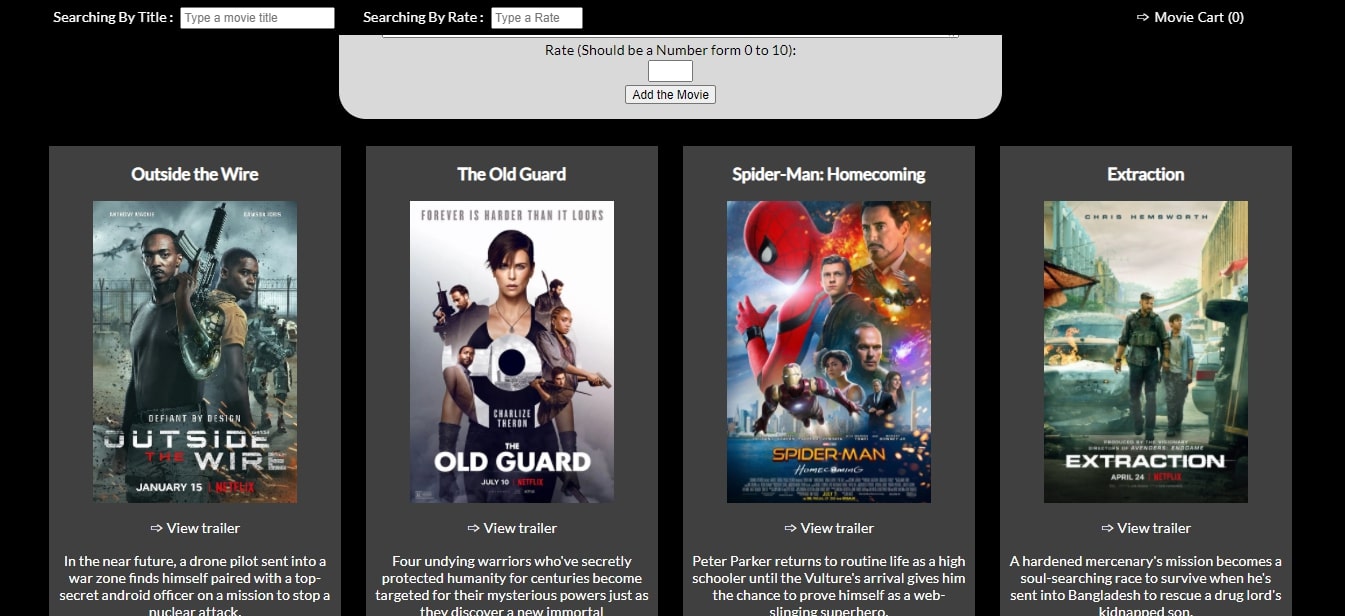 Searching By Title : Type a movie title Searching By Rate : Type a Rate ⇨ Movie Cart (0)
Rate (Should be a Number form 0 to 10):
Add the Movie
Outside the Wire
ANTHONY MACKIE DAMSON IDRIS
DEFIANT BY DESIGN
OUTSIDE
THE WIRE
JANUARY 15 | NETFLIX
⇨ View trailer
In the near future, a drone pilot sent into a
war zone finds himself paired with a top-
secret android officer on a mission to stop a
nuclear attack.
The Old Guard
FOREVER IS HARDER THAN IT LOOKS
CHARLIZE
THERON
THE
OLD GUARD
JULY 10 | NETFLIX
⇨ View trailer
Four undying warriors who've secretly
protected humanity for centuries become
targeted for their mysterious powers just as
they discover a new immortal
Spider-Man: Homecoming
SPIDER-MAN
HOMECOMING
JULY 7
⇨ View trailer
Peter Parker returns to routine life as a high
schooler until the Vulture's arrival gives him
the chance to prove himself as a web-
slinging superhero.
Extraction
CHRIS HEMSWORTH
PRODUCED BY THE VISIONARY
DIRECTORS OF AVENGERS: ENDGAME
EXTRACTION
APRIL 24 | NETFLIX
⇨ View trailer
A hardened mercenary's mission becomes a
soul-searching race to survive when he's
sent into Bangladesh to rescue a drug lord's
kidnapped son.